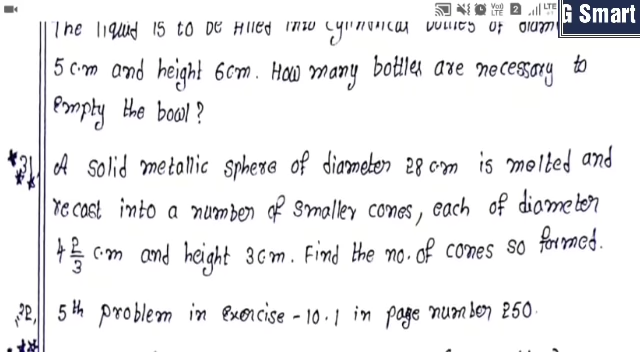 G Smart
The liquid is to be filled into cylindrical bottles of diam
5 c.m and height 6cm. How many bottles are necessary to
empty the bowl?
31, A solid metallic sphere of diameter 28 cm is melted and
recast into a number of smaller cones, each of diameter
4 2/3 c.m and height 3cm. Find the no. of cones so formed.
32, 5th problem in exercise - 10.1 in page number 250.